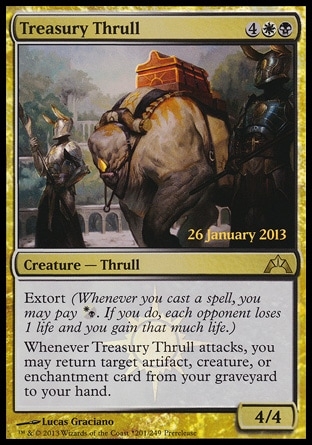 Treasury Thrull 4
26 January 2013
Creature — Thrull
Extort (Whenever you cast a spell, you
may pay . If you do, each opponent loses
1 life and you gain that much life.)
Whenever Treasury Thrull attacks, you
may return target artifact, creature, or
enchantment card from your graveyard
to your hand.
Lucas Graciano
™ & © 2013 Wizards of the Coast 201/249 Prerelease
4/4